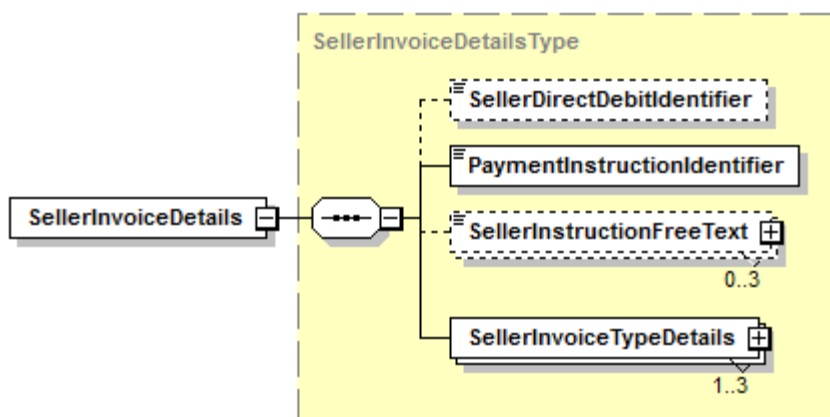 SellerInvoiceDetailsType
SellerDirectDebitIdentifier
PaymentInstructionIdentifier
SellerInvoiceDetails
SellerInstructionFreeText
0..3
SellerInvoiceTypeDetails
1..3